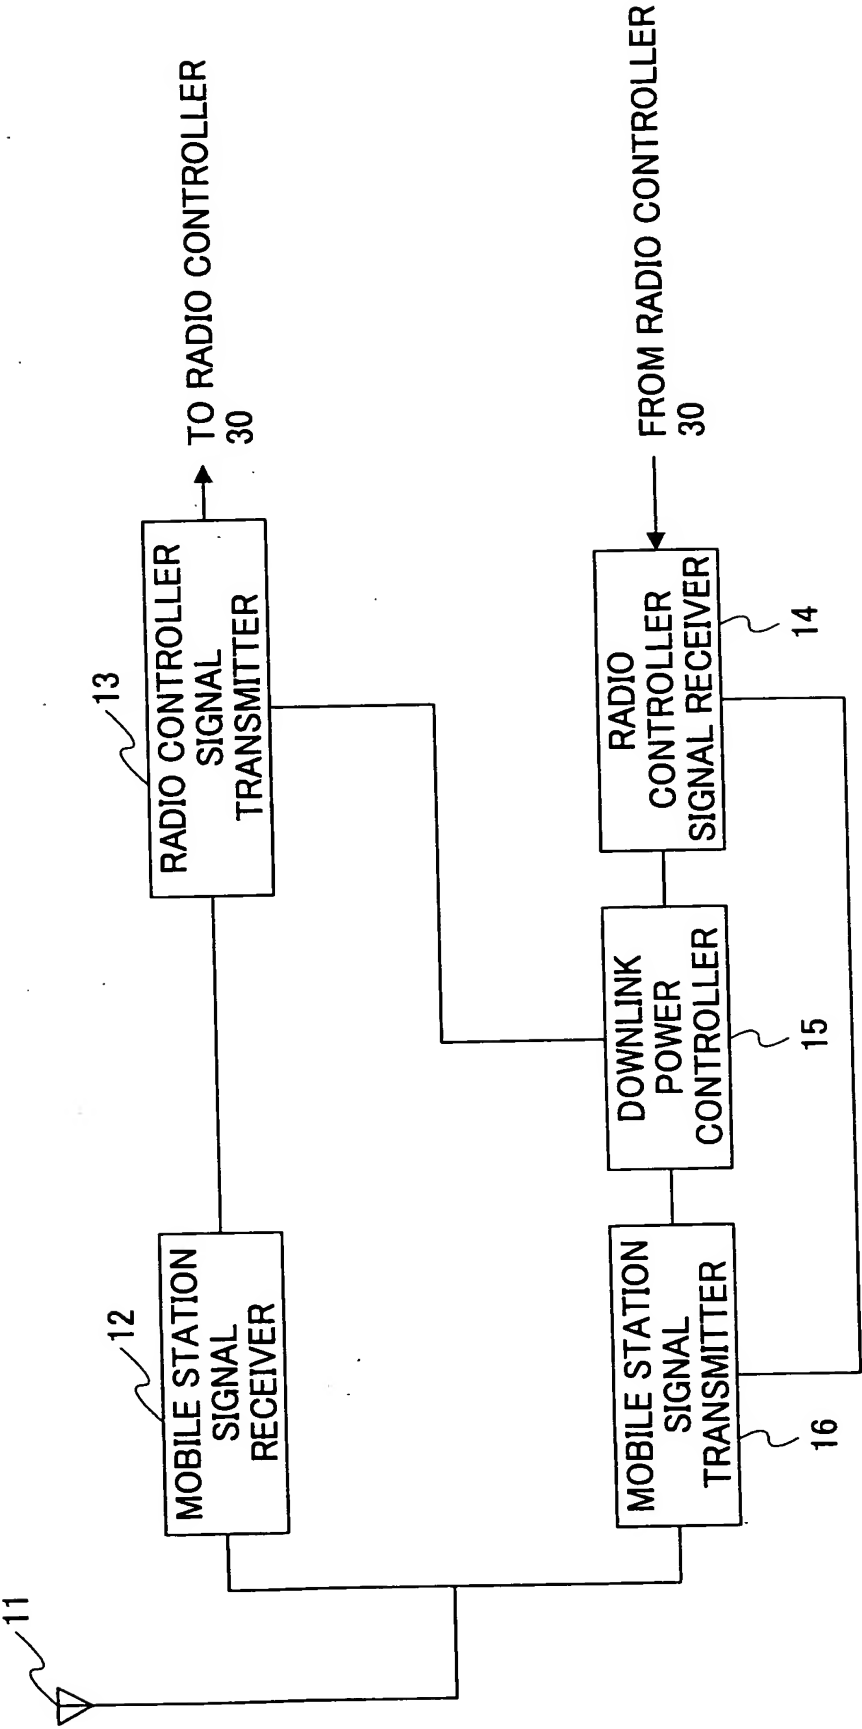 11
12
MOBILE STATION
SIGNAL
RECEIVER
13
RADIO CONTROLLER
SIGNAL
TRANSMITTER
TO RADIO CONTROLLER
30
MOBILE STATION
SIGNAL
TRANSMITTER
16
DOWNLINK
POWER
CONTROLLER
15
RADIO
CONTROLLER
SIGNAL RECEIVER
14
FROM RADIO CONTROLLER
30